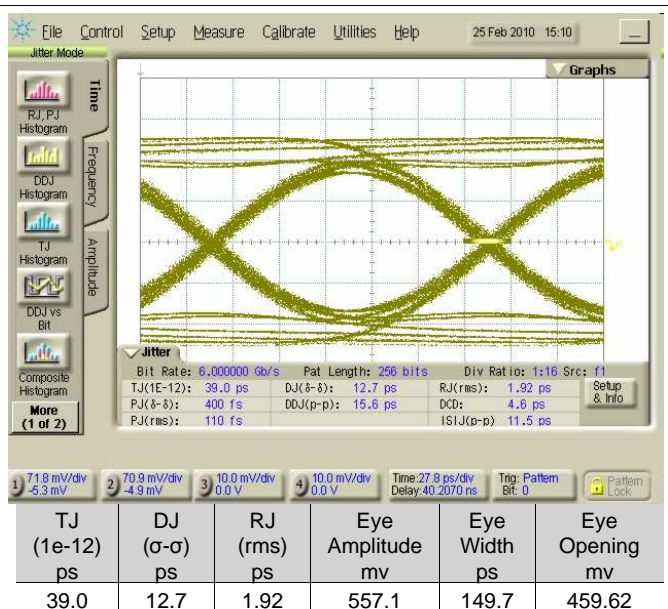 File Control Setup Measure Calibrate Utilities Help 25 Feb 2010 15:10
Jitter Mode
Graphs
Time
Frequency
Amplitude
RJ, PJ
Histogram
DDJ
Histogram
TJ
Histogram
DDJ vs
Bit
Composite
Histogram
More
(1 of 2)
Jitter
Bit Rate: 6.000000 Gb/s Pat Length: 256 bits Div Ratio: 1:16 Src: f1
TJ(1E-12): 39.0 ps DJ(δ-δ): 12.7 ps RJ(rms): 1.92 ps
PJ(δ-δ): 400 fs DDJ(p-p): 15.6 ps DCD: 4.6 ps
PJ(rms): 110 fs ISIJ(p-p) 11.5 ps
Setup
& Info
1) 71.8 mV/div 2) 70.9 mV/div 3) 10.0 mV/div 4) 10.0 mV/div Time:27.8 ps/div Trig: Pattern Pattern
-5.3 mV -4.9 mV 0.0 V 0.0 V Delay:40.2070 ns Bit: 0 Lock
TJ DJ RJ Eye Eye Eye
(1e-12) (σ-σ) (rms) Amplitude Width Opening
ps ps ps mv ps mv
39.0 12.7 1.92 557.1 149.7 459.62